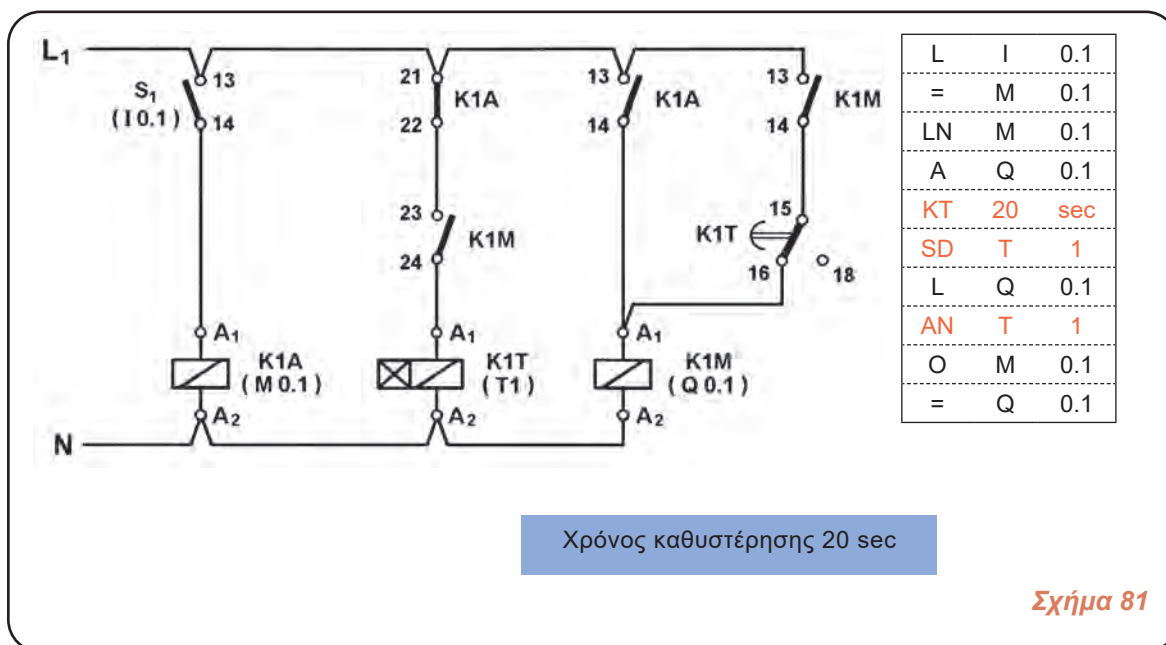 L1
13
S1
(I 0.1)
14
21
K1A
22
23
K1M
24
13
K1A
14
13
K1M
14
15
K1T
16
18
A1
K1A
(M 0.1)
A2
A1
K1T
(T1)
A2
A1
K1M
(Q 0.1)
A2
N
L I 0.1
= M 0.1
LN M 0.1
A Q 0.1
KT 20 sec
SD T 1
L Q 0.1
AN T 1
O M 0.1
= Q 0.1
Χρόνος καθυστέρησης 20 sec
Σχήμα 81